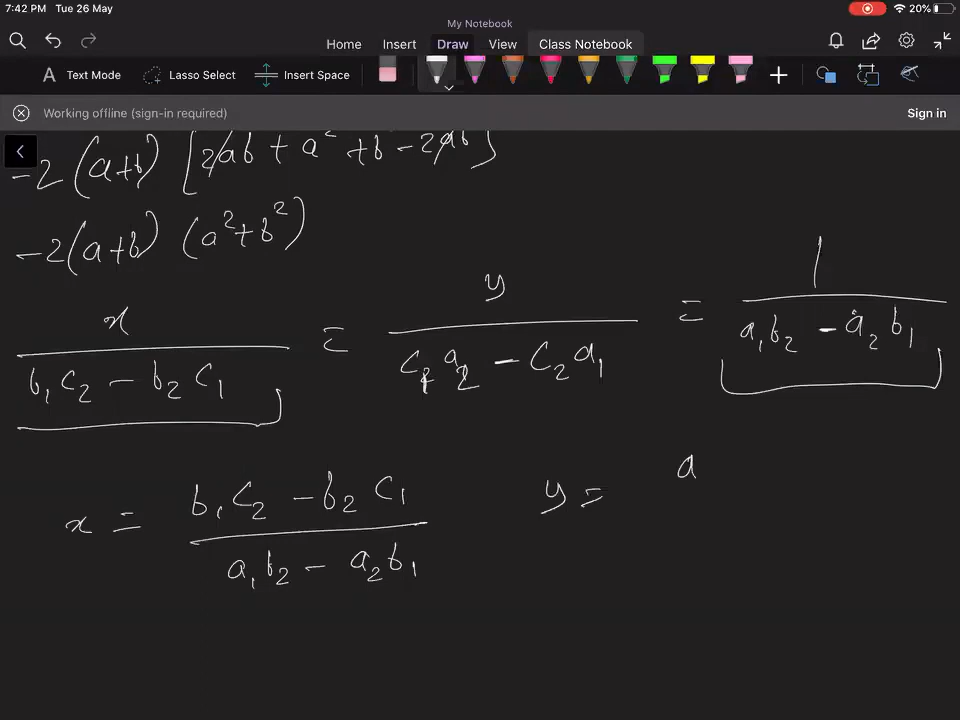 7:42 PM Tue 26 May 20%
My Notebook
Home Insert Draw View Class Notebook
Text Mode Lasso Select Insert Space
Working offline (sign-in required) Sign in
-2 (a+b) [2ab + a² + b - 2ab]
-2(a+b) (a²+b²)
x / (b₁c₂ - b₂c₁) = y / (c₁a₂ - c₂a₁) = 1 / (a₁b₂ - a₂b₁)
x = (b₁c₂ - b₂c₁) / (a₁b₂ - a₂b₁) y = a